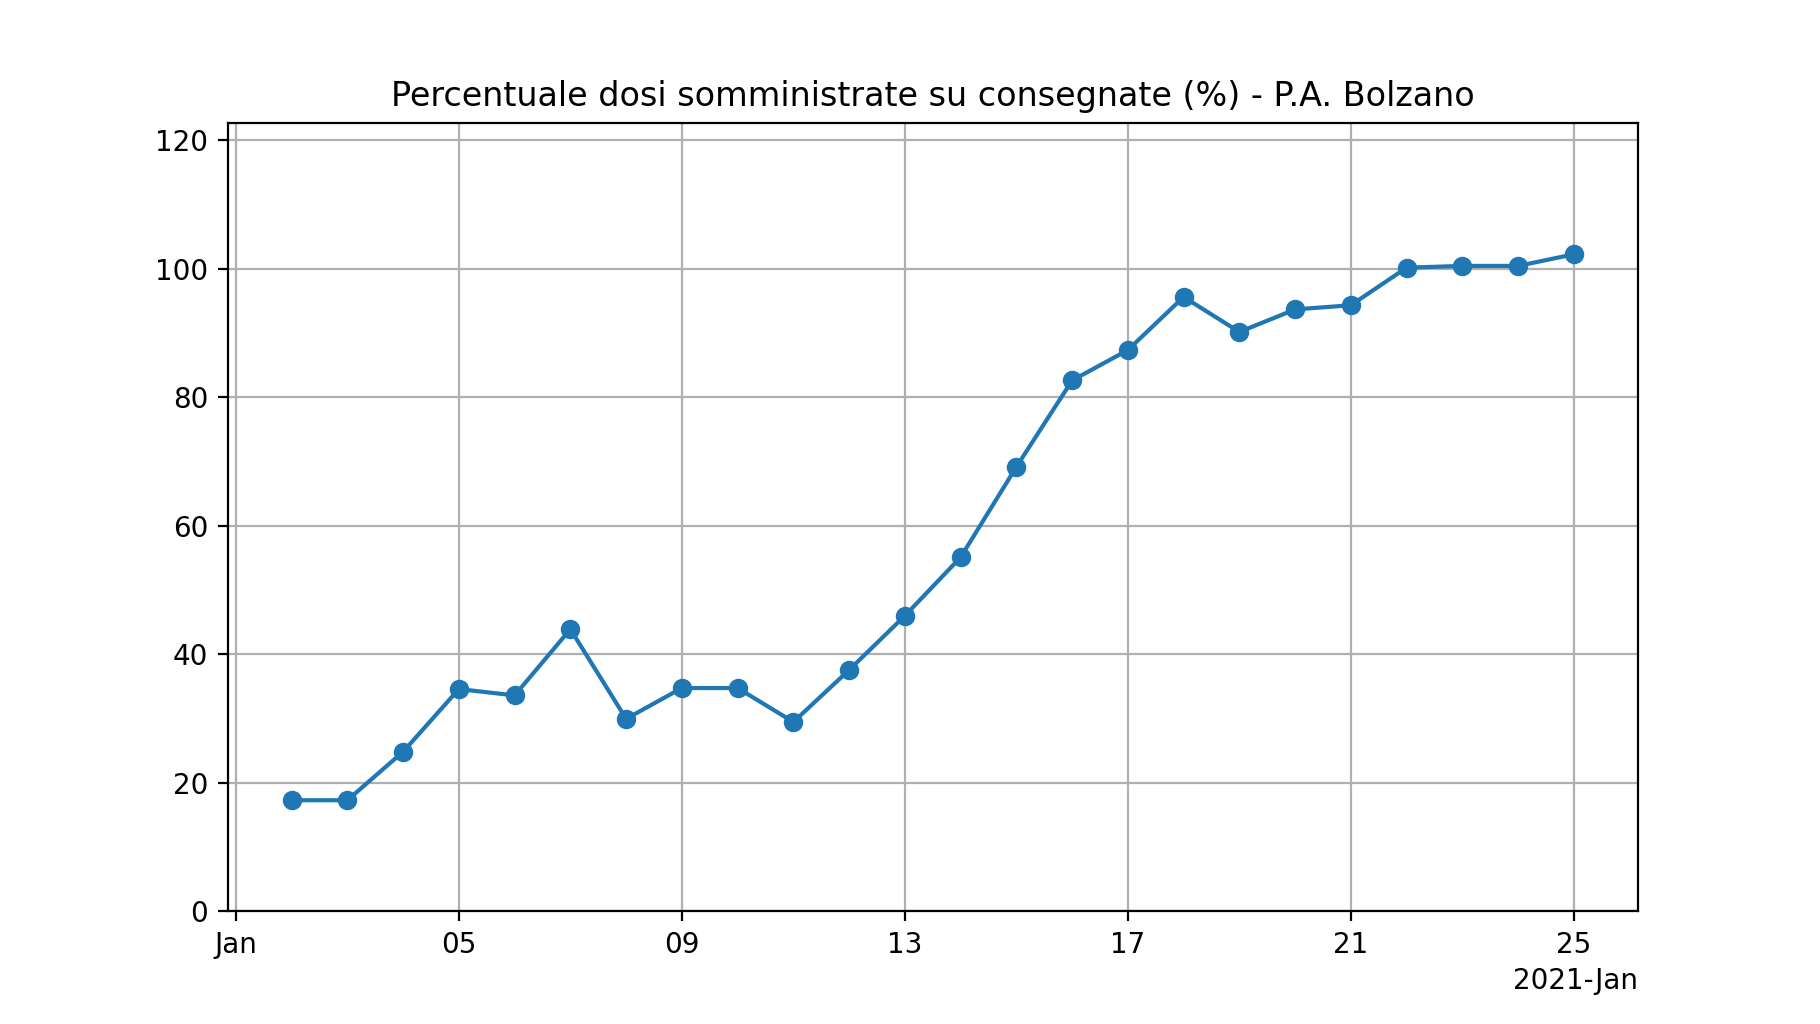 Percentuale dosi somministrate su consegnate (%) - P.A. Bolzano
120
100
80
60
40
20
0
Jan 05 09 13 17 21 25
2021-Jan